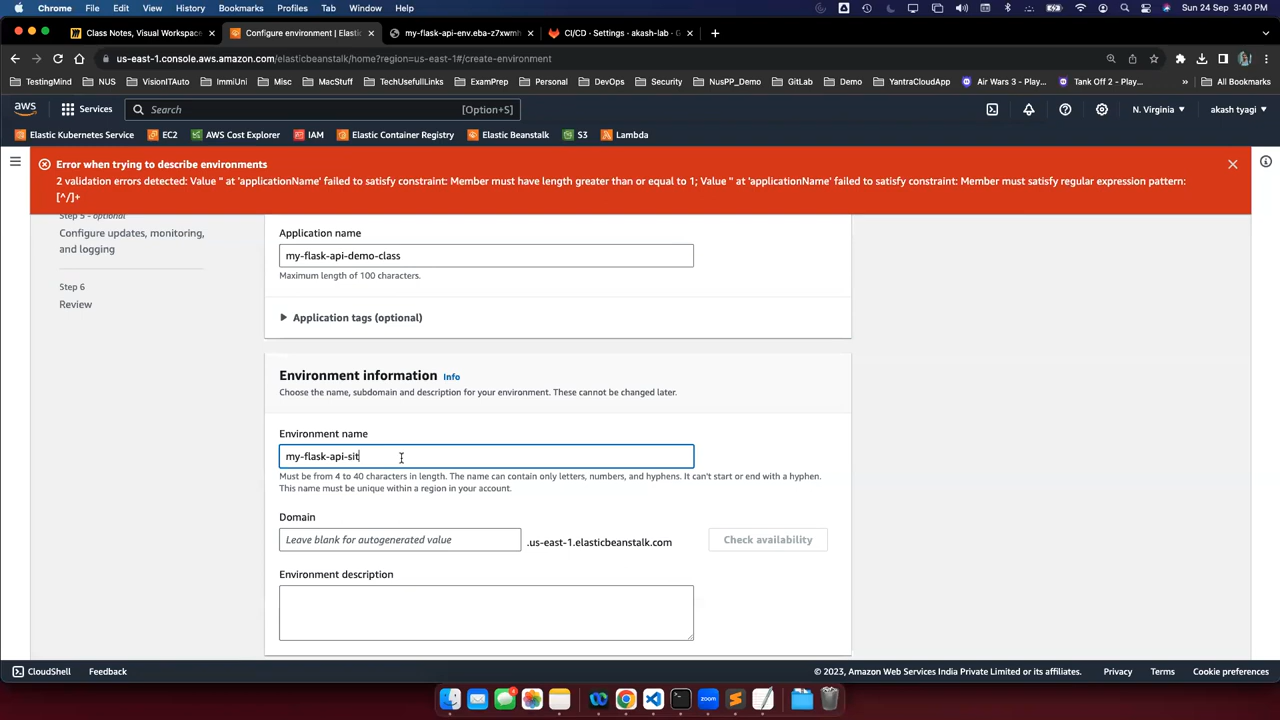 Chrome File Edit View History Bookmarks Profiles Tab Window Help Sun 24 Sep 3:40 PM
Class Notes, Visual Workspace Configure environment | Elastic my-flask-api-env.eba-z7xwmh CI/CD · Settings · akash-lab · G
us-east-1.console.aws.amazon.com/elasticbeanstalk/home?region=us-east-1#/create-environment
TestingMind NUS VisionITAuto ImmiUni Misc MacStuff TechUsefullLinks ExamPrep Personal DevOps Security NusPP_Demo GitLab Demo YantraCloudApp Air Wars 3 - Play... Tank Off 2 - Play... » All Bookmarks
aws Services Search [Option+S] N. Virginia akash tyagi
Elastic Kubernetes Service EC2 AWS Cost Explorer IAM Elastic Container Registry Elastic Beanstalk S3 Lambda
Error when trying to describe environments
2 validation errors detected: Value '' at 'applicationName' failed to satisfy constraint: Member must have length greater than or equal to 1; Value '' at 'applicationName' failed to satisfy constraint: Member must satisfy regular expression pattern:
[^/]+
Step 5 - optional
Configure updates, monitoring,
and logging
Step 6
Review
Application name
my-flask-api-demo-class
Maximum length of 100 characters.
Application tags (optional)
Environment information Info
Choose the name, subdomain and description for your environment. These cannot be changed later.
Environment name
my-flask-api-sit
Must be from 4 to 40 characters in length. The name can contain only letters, numbers, and hyphens. It can't start or end with a hyphen.
This name must be unique within a region in your account.
Domain
Leave blank for autogenerated value .us-east-1.elasticbeanstalk.com Check availability
Environment description
CloudShell Feedback © 2023, Amazon Web Services India Private Limited or its affiliates. Privacy Terms Cookie preferences
zoom